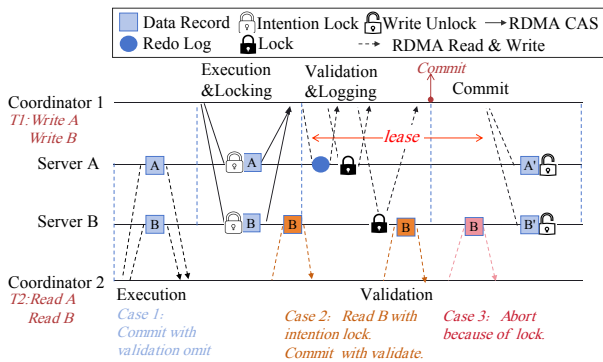 Data Record
Intention Lock
Write Unlock
RDMA CAS
Redo Log
Lock
RDMA Read & Write
Execution
&Locking
Validation
&Logging
Commit
Commit
Coordinator 1
T1:Write A
Write B
lease
Server A
A
A
A'
Server B
B
B
B
B
B
B'
Coordinator 2
T2:Read A
Read B
Execution
Validation
Case 1:
Commit with
validation omit
Case 2: Read B with
intention lock.
Commit with validate.
Case 3: Abort
because of lock.